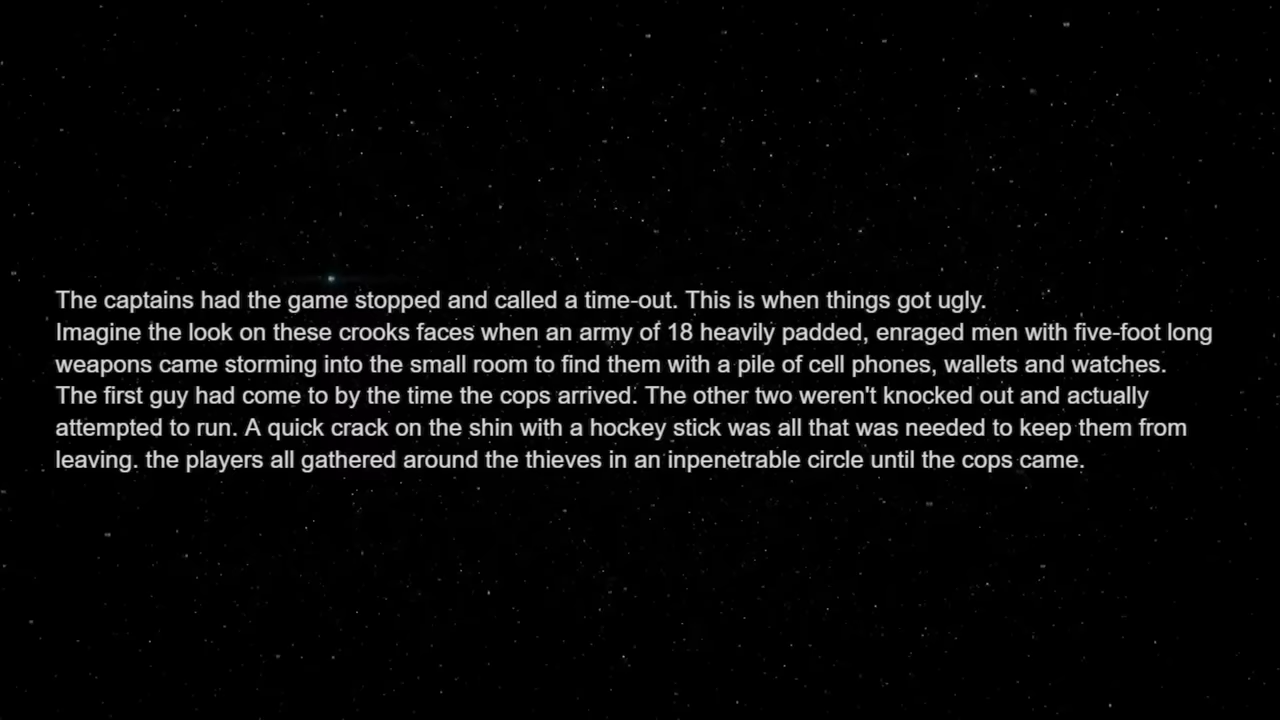 The captains had the game stopped and called a time-out. This is when things got ugly.
Imagine the look on these crooks faces when an army of 18 heavily padded, enraged men with five-foot long
weapons came storming into the small room to find them with a pile of cell phones, wallets and watches.
The first guy had come to by the time the cops arrived. The other two weren't knocked out and actually
attempted to run. A quick crack on the shin with a hockey stick was all that was needed to keep them from
leaving. the players all gathered around the thieves in an inpenetrable circle until the cops came.